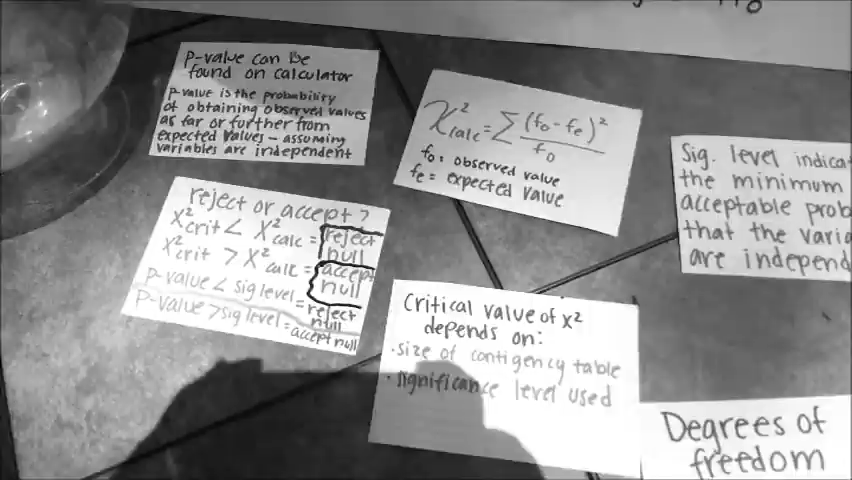 P-value can be
found on calculator
P-value is the probability
of obtaining observed values
as far or further from
expected values - assuming
variables are independent
X²calc = Σ (fo - fe)²
fo
fo = observed value
fe = expected value
Sig. level indica
the minimum
acceptable prob
that the varia
are independ
reject or accept?
X²crit < X²calc = reject
null
X²crit > X²calc = accept
null
P-value < sig level = reject
null
P-value > sig level = accept null
Critical value of x²
depends on:
· size of contigency table
· significance level used
Degrees of
freedom